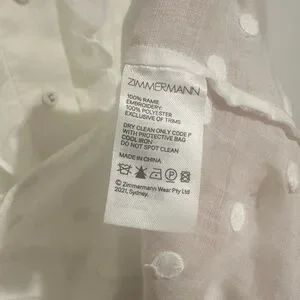 ZIMMERMANN
100% RAMIE
EMBROIDERY:
100% POLYESTER
EXCLUSIVE OF TRIMS
DRY CLEAN ONLY CODE P
WITH PROTECTIVE BAG
COOL IRON
DO NOT SPOT CLEAN
MADE IN CHINA
P
© Zimmermann Wear Pty Ltd
2021, Sydney.